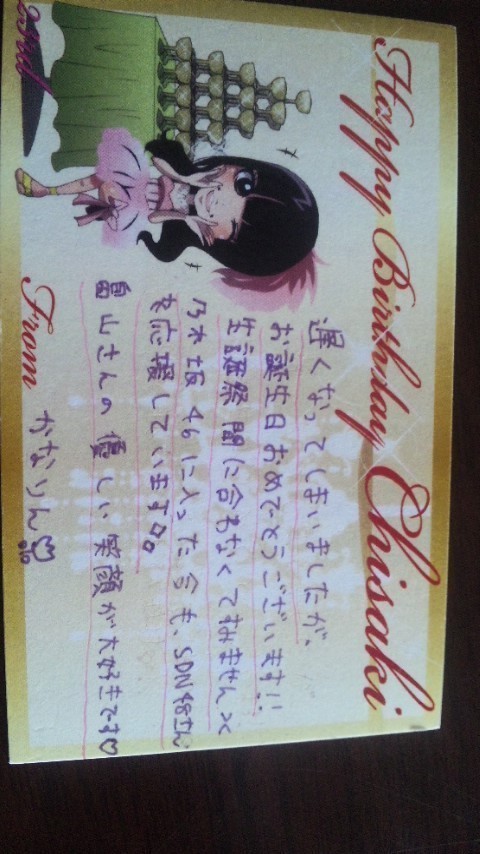 Happy Birthday Chisaki
23rd
遅くなってしまいましたが、
お誕生日おめでとうございます!!
生誕祭間に合わなくてすみません××
乃木坂46に入った今も、SDN48さん
を応援しています
畠山さんの優しい笑顔が大好きです♡
From かなりん♡